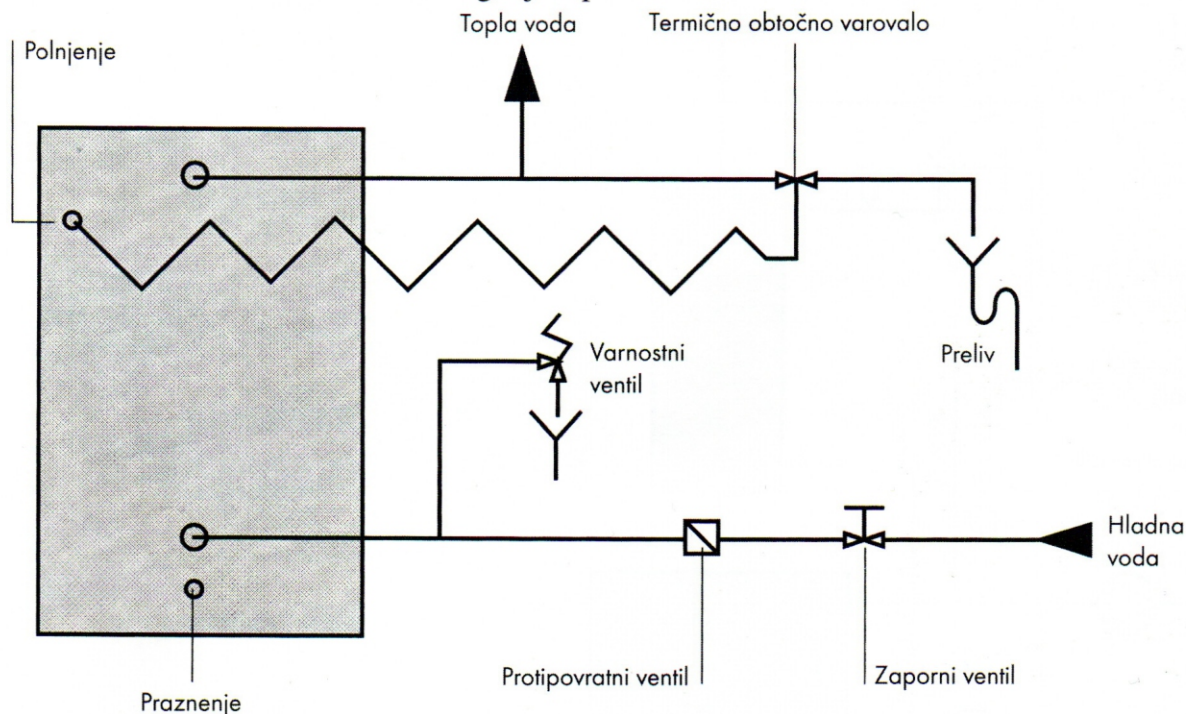 Topla voda
Termično obtočno varovalo
Polnjenje
Varnostni
ventil
Preliv
Hladna
voda
Protipovratni ventil
Zaporni ventil
Praznenje